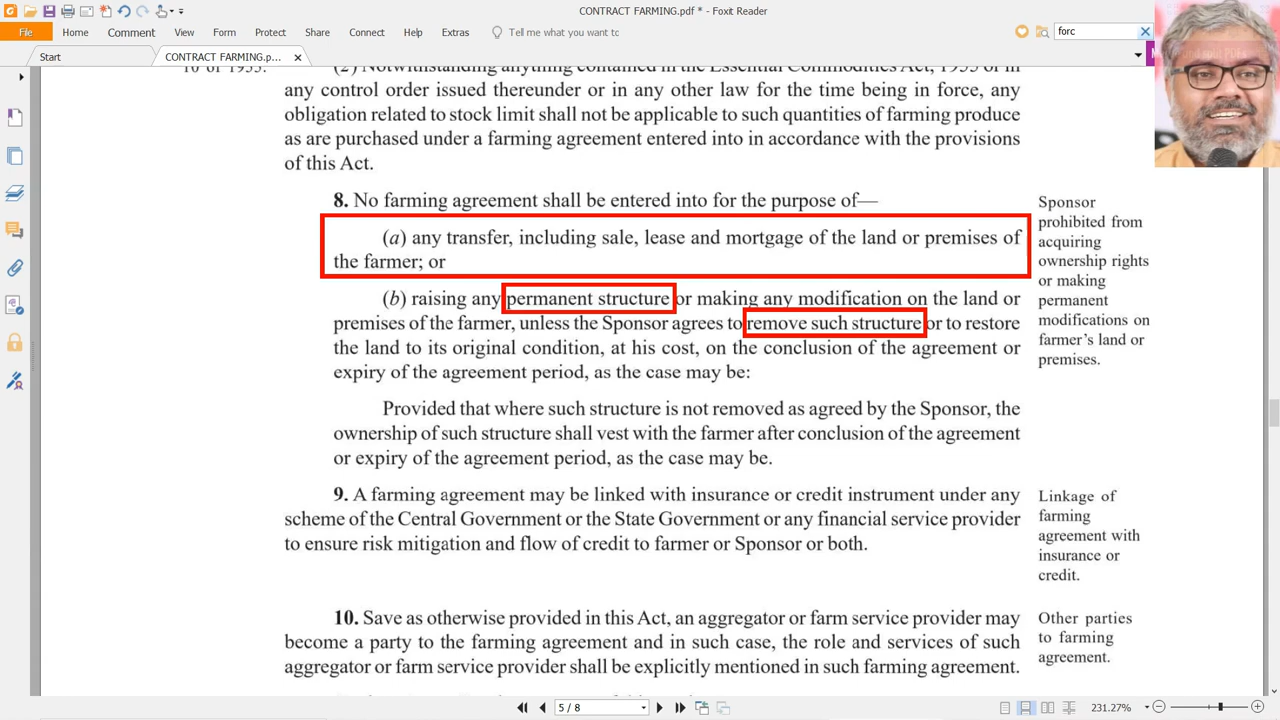 CONTRACT FARMING.pdf * - Foxit Reader
File Home Comment View Form Protect Share Connect Help Extras Tell me what you want to forc
Start CONTRACT FARMING.p...
10 of 1955.
(2) Notwithstanding anything contained in the Essential Commodities Act, 1955 or in
any control order issued thereunder or in any other law for the time being in force, any
obligation related to stock limit shall not be applicable to such quantities of farming produce
as are purchased under a farming agreement entered into in accordance with the provisions
of this Act.
8. No farming agreement shall be entered into for the purpose of—
(a) any transfer, including sale, lease and mortgage of the land or premises of
the farmer; or
(b) raising any permanent structure or making any modification on the land or
premises of the farmer, unless the Sponsor agrees to remove such structure or to restore
the land to its original condition, at his cost, on the conclusion of the agreement or
expiry of the agreement period, as the case may be:
Provided that where such structure is not removed as agreed by the Sponsor, the
ownership of such structure shall vest with the farmer after conclusion of the agreement
or expiry of the agreement period, as the case may be.
Sponsor
prohibited from
acquiring
ownership rights
or making
permanent
modifications on
farmer's land or
premises.
9. A farming agreement may be linked with insurance or credit instrument under any
scheme of the Central Government or the State Government or any financial service provider
to ensure risk mitigation and flow of credit to farmer or Sponsor or both.
Linkage of
farming
agreement with
insurance or
credit.
10. Save as otherwise provided in this Act, an aggregator or farm service provider may
become a party to the farming agreement and in such case, the role and services of such
aggregator or farm service provider shall be explicitly mentioned in such farming agreement.
Other parties
to farming
agreement.
5 / 8
231.27%